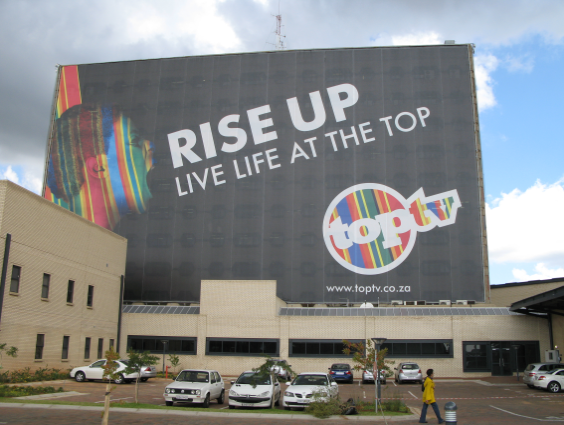 RISE UP
LIVE LIFE AT THE TOP
toptv
www.toptv.co.za